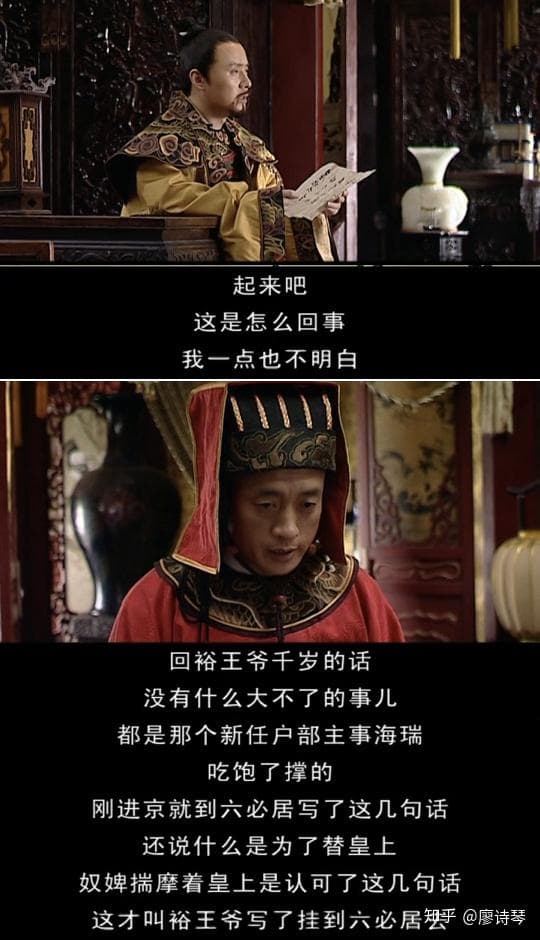 起来吧
这是怎么回事
我一点也不明白
回裕王爷千岁的话
没有什么大不了的事儿
都是那个新任户部主事海瑞
吃饱了撑的
刚进京就到六必居写了这几句话
还说什么是为了替皇上
奴婢揣摩着皇上是认可了这几句话
这才叫裕王爷写了挂到六必居去
知乎 @廖诗琴